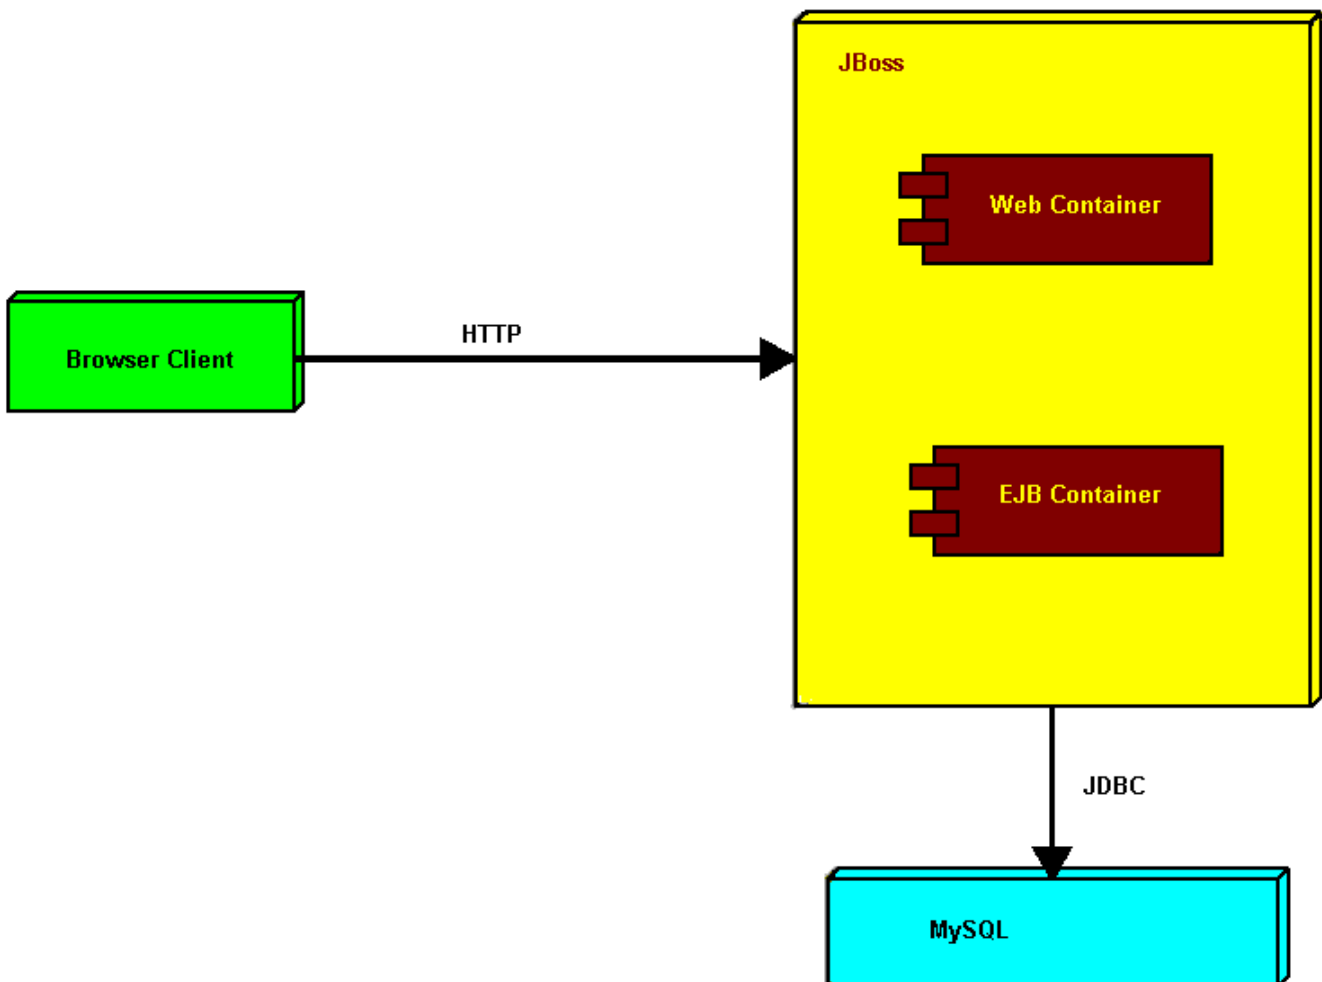 JBoss
Web Container
HTTP
Browser Client
EJB Container
JDBC
MySQL